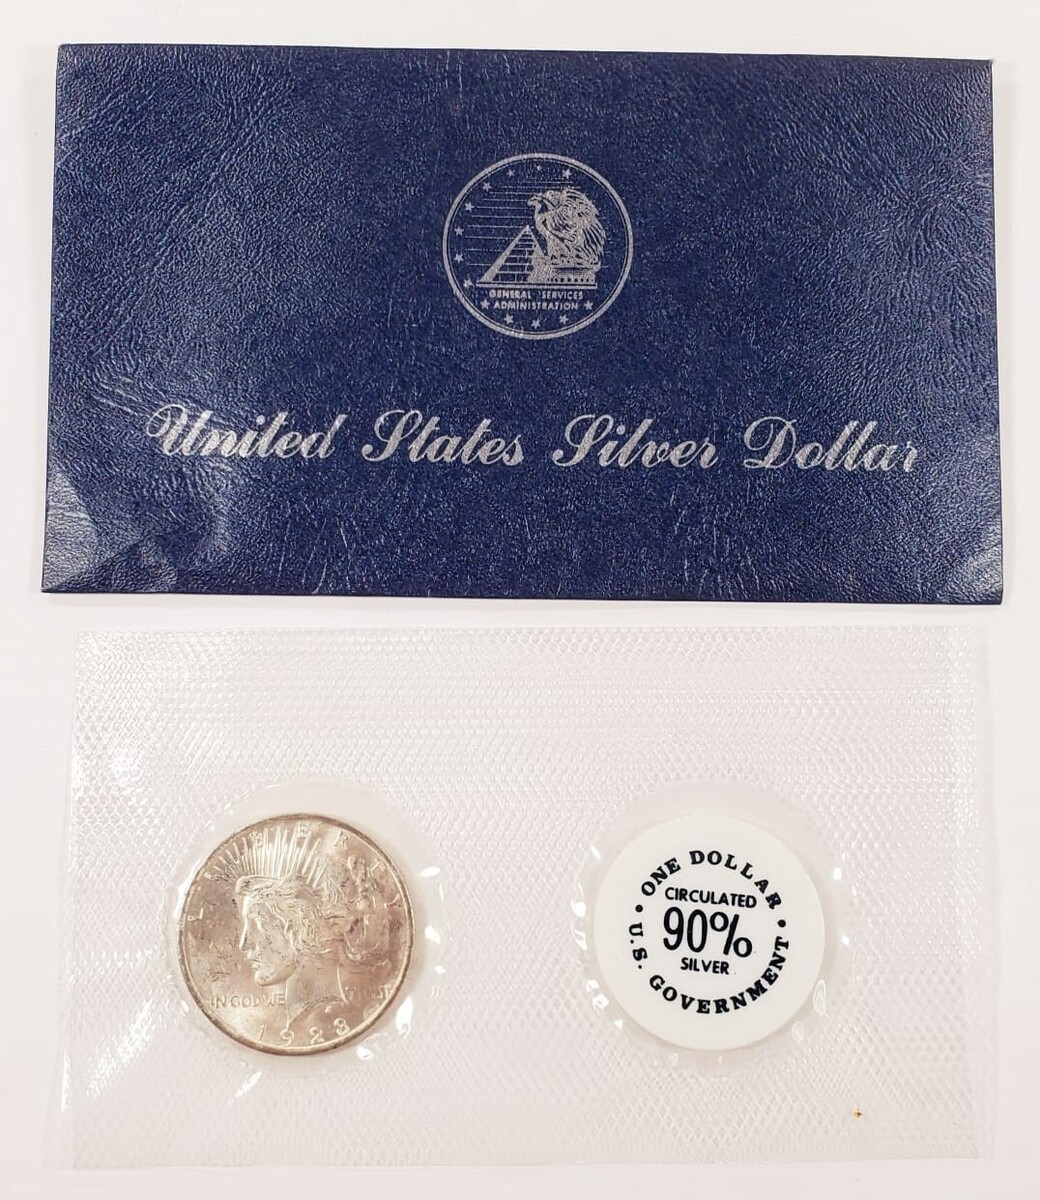 GENERAL SERVICES
ADMINISTRATION
United States Silver Dollar
LIBERTY
IN GOD WE TRUST
1923
ONE DOLLAR
CIRCULATED
90%
SILVER
U.S. GOVERNMENT